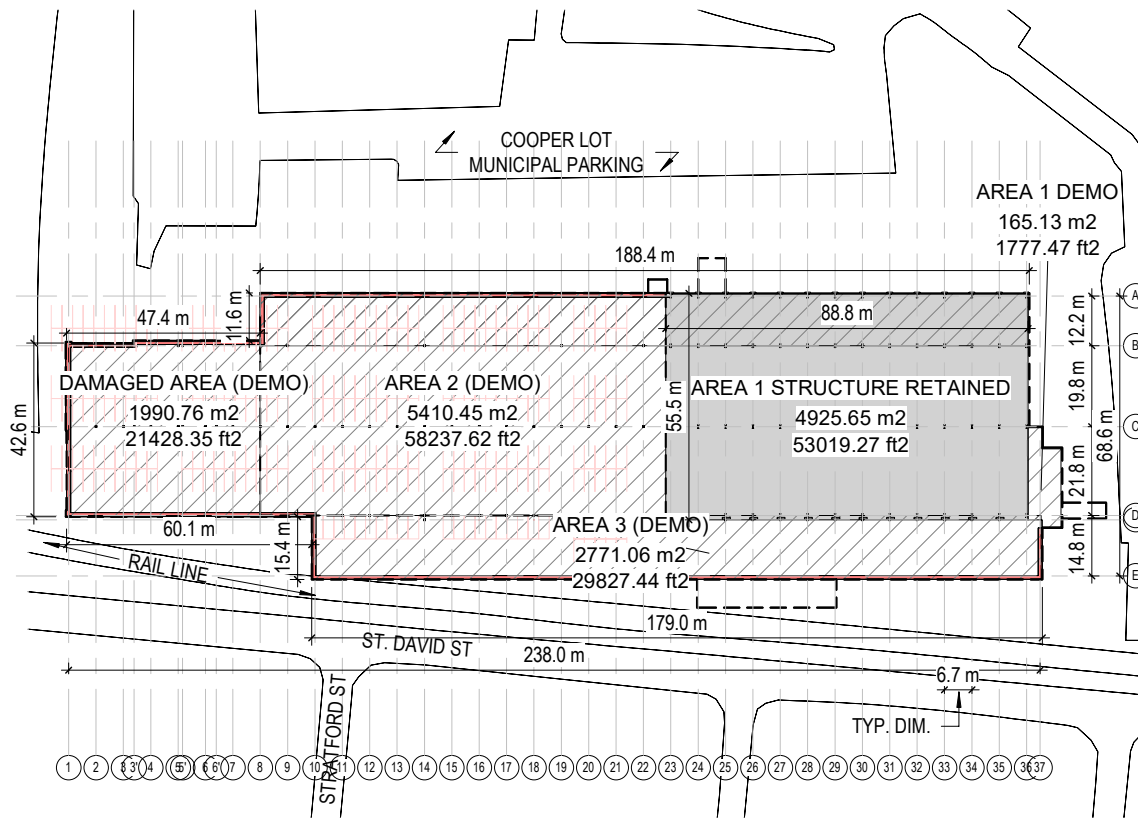 COOPER LOT
MUNICIPAL PARKING
AREA 1 DEMO
165.13 m2
1777.47 ft2
188.4 m
47.4 m
11.6 m
88.8 m
12.2 m
A
B
DAMAGED AREA (DEMO)
1990.76 m2
21428.35 ft2
AREA 2 (DEMO)
5410.45 m2
58237.62 ft2
55.5 m
AREA 1 STRUCTURE RETAINED
4925.65 m2
53019.27 ft2
19.8 m
C
42.6 m
68.6 m
21.8 m
D
60.1 m
15.4 m
AREA 3 (DEMO)
2771.06 m2
29827.44 ft2
14.8 m
E
RAIL LINE
179.0 m
ST. DAVID ST
238.0 m
6.7 m
TYP. DIM.
STRATFORD ST
1 2 3 3' 4 5 5' 6 6' 7 8 9 10 11 12 13 14 15 16 17 18 19 20 21 22 23 24 25 26 27 28 29 30 31 32 33 34 35 36 37